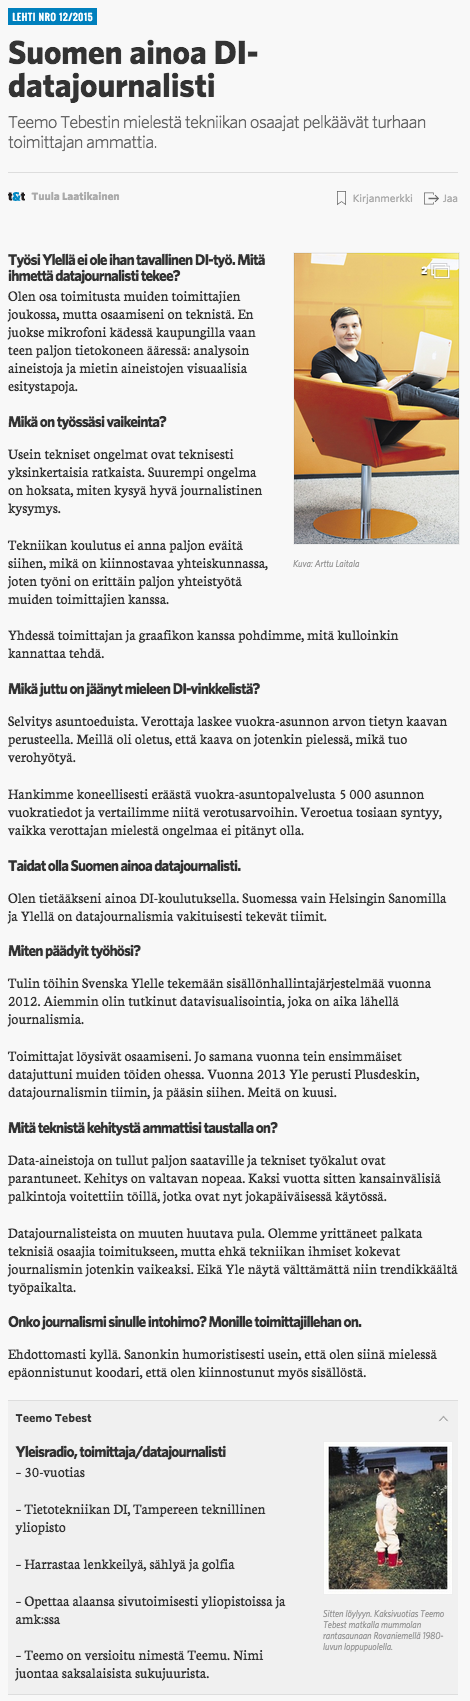 LEHTI NRO 12/2015
Suomen ainoa DI-
datajournalisti
Teemo Tebestin mielestä tekniikan osaajat pelkäävät turhaan
toimittajan ammattia.
t&t Tuula Laatikainen
Kirjanmerkki
Jaa
Työsi Ylellä ei ole ihan tavallinen DI-työ. Mitä
ihmettä datajournalisti tekee?
Olen osa toimitusta muiden toimittajien
joukossa, mutta osaamiseni on teknistä. En
juokse mikrofoni kädessä kaupungilla vaan
teen paljon tietokoneen ääressä: analysoin
aineistoja ja mietin aineistojen visuaalisia
esitystapoja.
2
Kuva: Arttu Laitala
Mikä on työssäsi vaikeinta?
Usein tekniset ongelmat ovat teknisesti
yksinkertaisia ratkaista. Suurempi ongelma
on hoksata, miten kysyä hyvä journalistinen
kysymys.
Tekniikan koulutus ei anna paljon eväitä
siihen, mikä on kiinnostavaa yhteiskunnassa,
joten työni on erittäin paljon yhteistyötä
muiden toimittajien kanssa.
Yhdessä toimittajan ja graafikon kanssa pohdimme, mitä kulloinkin
kannattaa tehdä.
Mikä juttu on jäänyt mieleen DI-vinkkelistä?
Selvitys asuntoeduista. Verottaja laskee vuokra-asunnon arvon tietyn kaavan
perusteella. Meillä oli oletus, että kaava on jotenkin pielessä, mikä tuo
verohyötyä.
Hankimme koneellisesti eräästä vuokra-asuntopalvelusta 5 000 asunnon
vuokratiedot ja vertailimme niitä verotusarvoihin. Veroetua tosiaan syntyy,
vaikka verottajan mielestä ongelmaa ei pitänyt olla.
Taidat olla Suomen ainoa datajournalisti.
Olen tietääkseni ainoa DI-koulutuksella. Suomessa vain Helsingin Sanomilla
ja Ylellä on datajournalismia vakituisesti tekevät tiimit.
Miten päädyit työhösi?
Tulin töihin Svenska Ylelle tekemään sisällönhallintajärjestelmää vuonna
2012. Aiemmin olin tutkinut datavisualisointia, joka on aika lähellä
journalismia.
Toimittajat löysivät osaamiseni. Jo samana vuonna tein ensimmäiset
datajuttuni muiden töiden ohessa. Vuonna 2013 Yle perusti Plusdeskin,
datajournalismin tiimin, ja pääsin siihen. Meitä on kuusi.
Mitä teknistä kehitystä ammattisi taustalla on?
Data-aineistoja on tullut paljon saataville ja tekniset työkalut ovat
parantuneet. Kehitys on valtavan nopeaa. Kaksi vuotta sitten kansainvälisiä
palkintoja voitettiin töillä, jotka ovat nyt jokapäiväisessä käytössä.
Datajournalisteista on muuten huutava pula. Olemme yrittäneet palkata
teknisiä osaajia toimitukseen, mutta ehkä tekniikan ihmiset kokevat
journalismin jotenkin vaikeaksi. Eikä Yle näytä välttämättä niin trendikkäältä
työpaikalta.
Onko journalismi sinulle intohimo? Monille toimittajillehan on.
Ehdottomasti kyllä. Sanonkin humoristisesti usein, että olen siinä mielessä
epäonnistunut koodari, että olen kiinnostunut myös sisällöstä.
Teemo Tebest
Yleisradio, toimittaja/datajournalisti
– 30-vuotias
– Tietotekniikan DI, Tampereen teknillinen
yliopisto
– Harrastaa lenkkeilyä, sählyä ja golfia
– Opettaa alaansa sivutoimisesti yliopistoissa ja
amk:ssa
– Teemo on versioitu nimestä Teemu. Nimi
juontaa saksalaisista sukujuurista.
Sitten löylyyn. Kaksivuotias Teemo
Tebest matkalla mummolan
rantasaunaan Rovaniemellä 1980-
luvun loppupuolella.